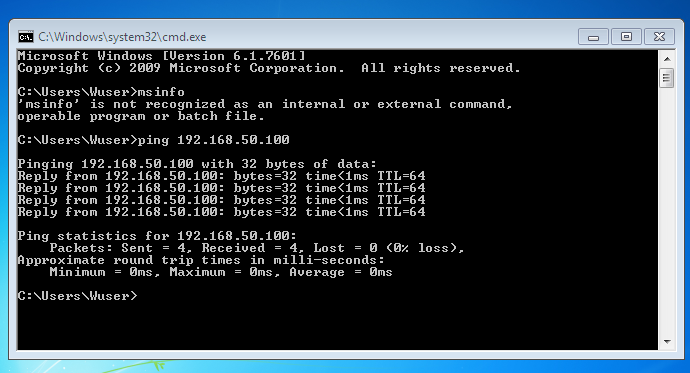 C:\Windows\system32\cmd.exe
Microsoft Windows [Version 6.1.7601]
Copyright (c) 2009 Microsoft Corporation.  All rights reserved.
C:\Users\Wuser>msinfo
'msinfo' is not recognized as an internal or external command,
operable program or batch file.
C:\Users\Wuser>ping 192.168.50.100
Pinging 192.168.50.100 with 32 bytes of data:
Reply from 192.168.50.100: bytes=32 time<1ms TTL=64
Reply from 192.168.50.100: bytes=32 time<1ms TTL=64
Reply from 192.168.50.100: bytes=32 time<1ms TTL=64
Reply from 192.168.50.100: bytes=32 time<1ms TTL=64
Ping statistics for 192.168.50.100:
    Packets: Sent = 4, Received = 4, Lost = 0 (0% loss),
Approximate round trip times in milli-seconds:
    Minimum = 0ms, Maximum = 0ms, Average = 0ms
C:\Users\Wuser>